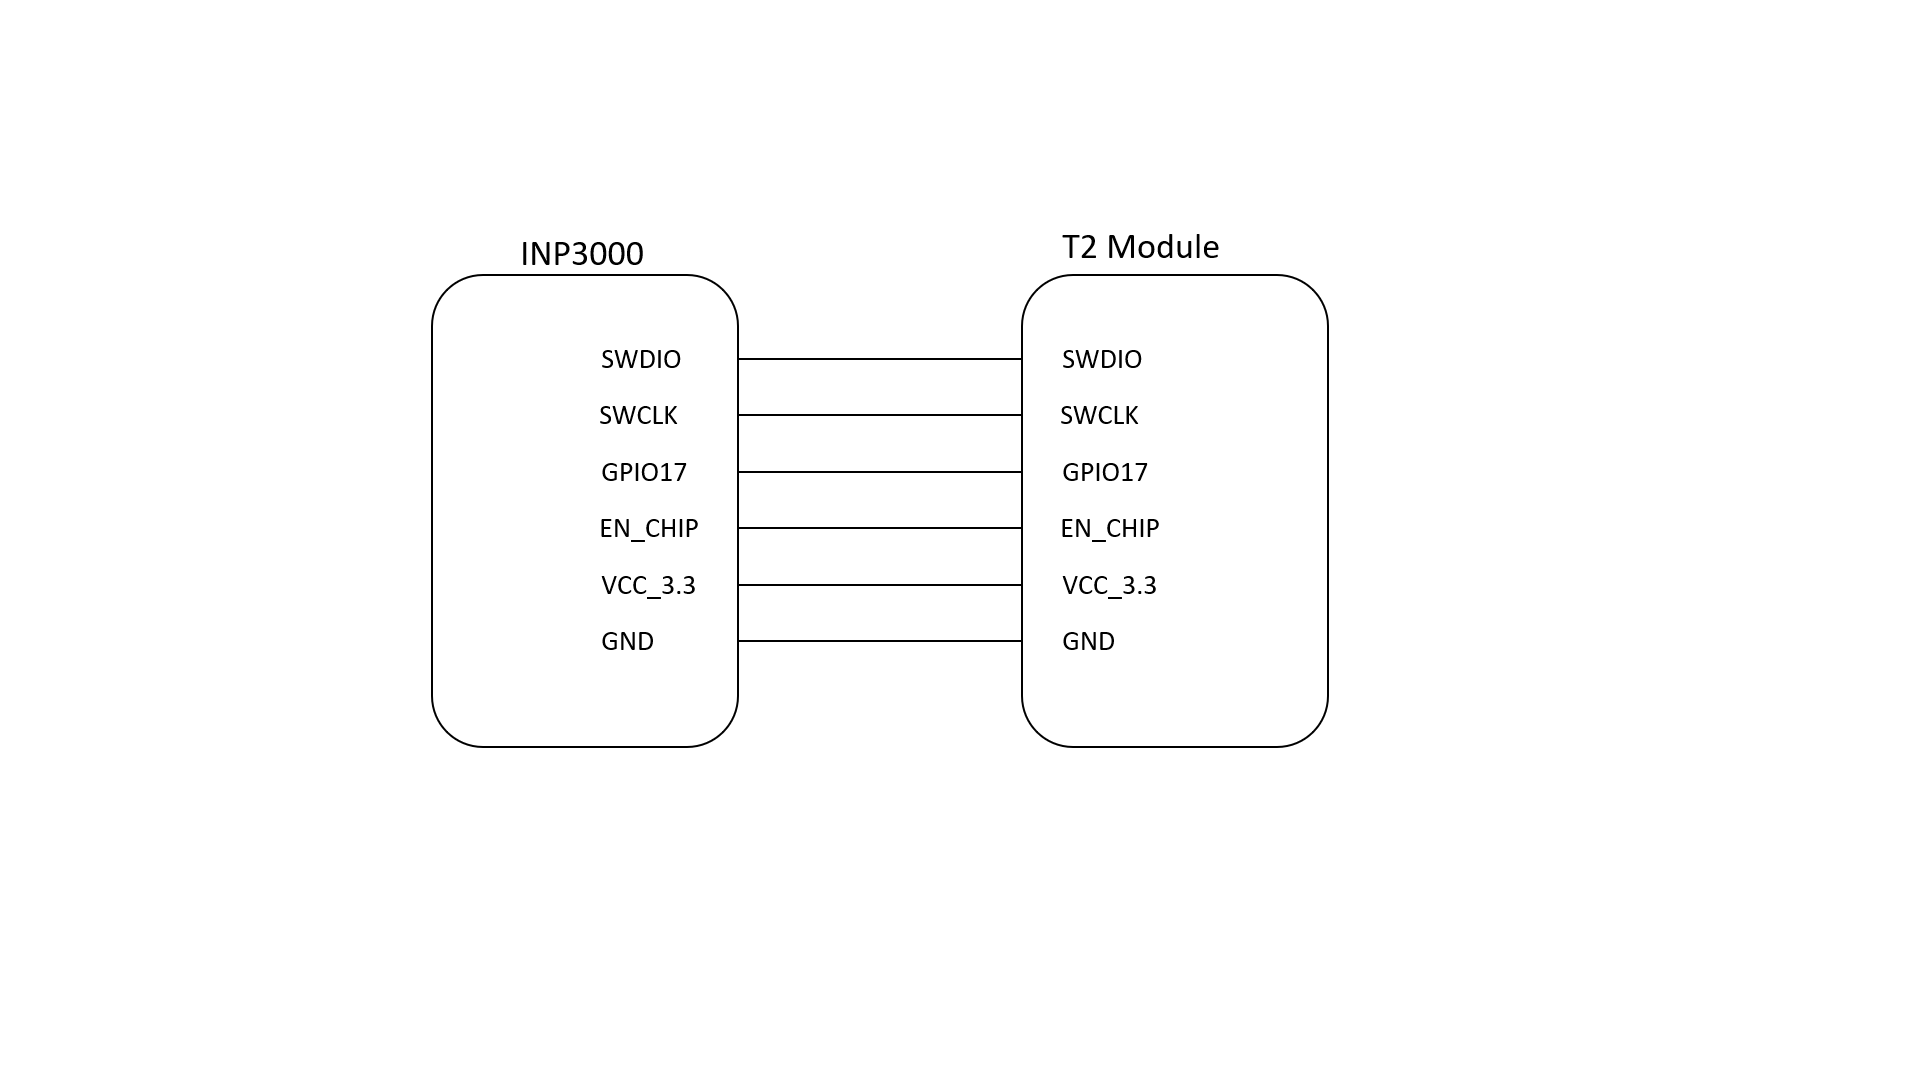 INP3000
T2 Module
SWDIO
SWCLK
GPIO17
EN_CHIP
VCC_3.3
GND
SWDIO
SWCLK
GPIO17
EN_CHIP
VCC_3.3
GND